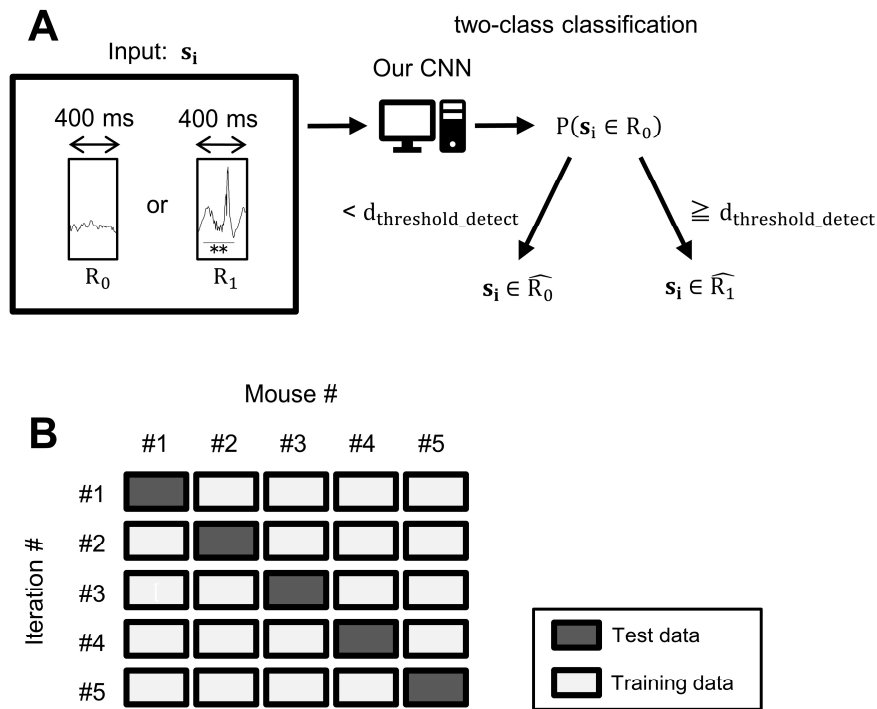 A
two-class classification
Input: sᵢ
Our CNN
400 ms 400 ms
P(sᵢ ∈ R₀)
or
**
R₀ R₁
< d_threshold_detect
≧ d_threshold_detect
sᵢ ∈ R̂₀ sᵢ ∈ R̂₁
Mouse #
B
#1 #2 #3 #4 #5
Iteration #
#1
#2
#3
#4
#5
Test data
Training data